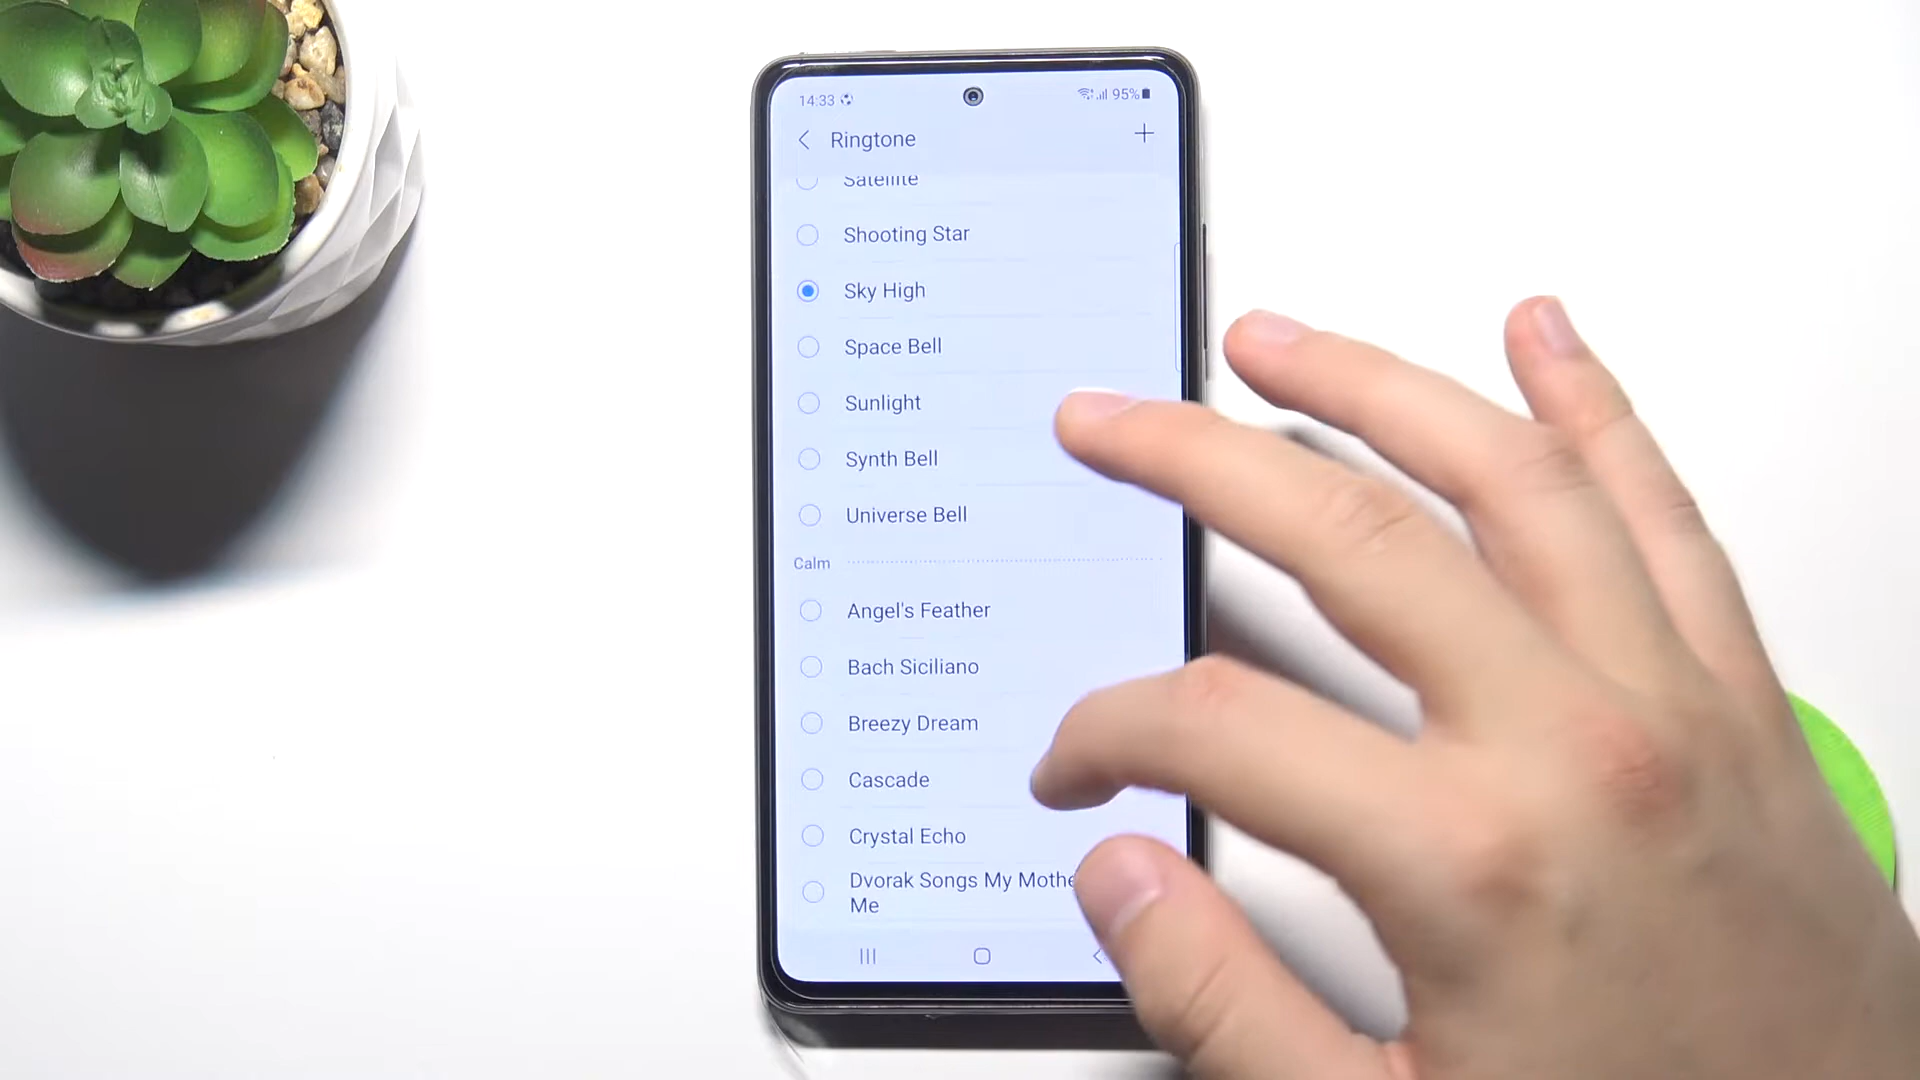 14:33 95%
Ringtone
Satellite
Shooting Star
Sky High
Space Bell
Sunlight
Synth Bell
Universe Bell
Calm
Angel's Feather
Bach Siciliano
Breezy Dream
Cascade
Crystal Echo
Dvorak Songs My
Me